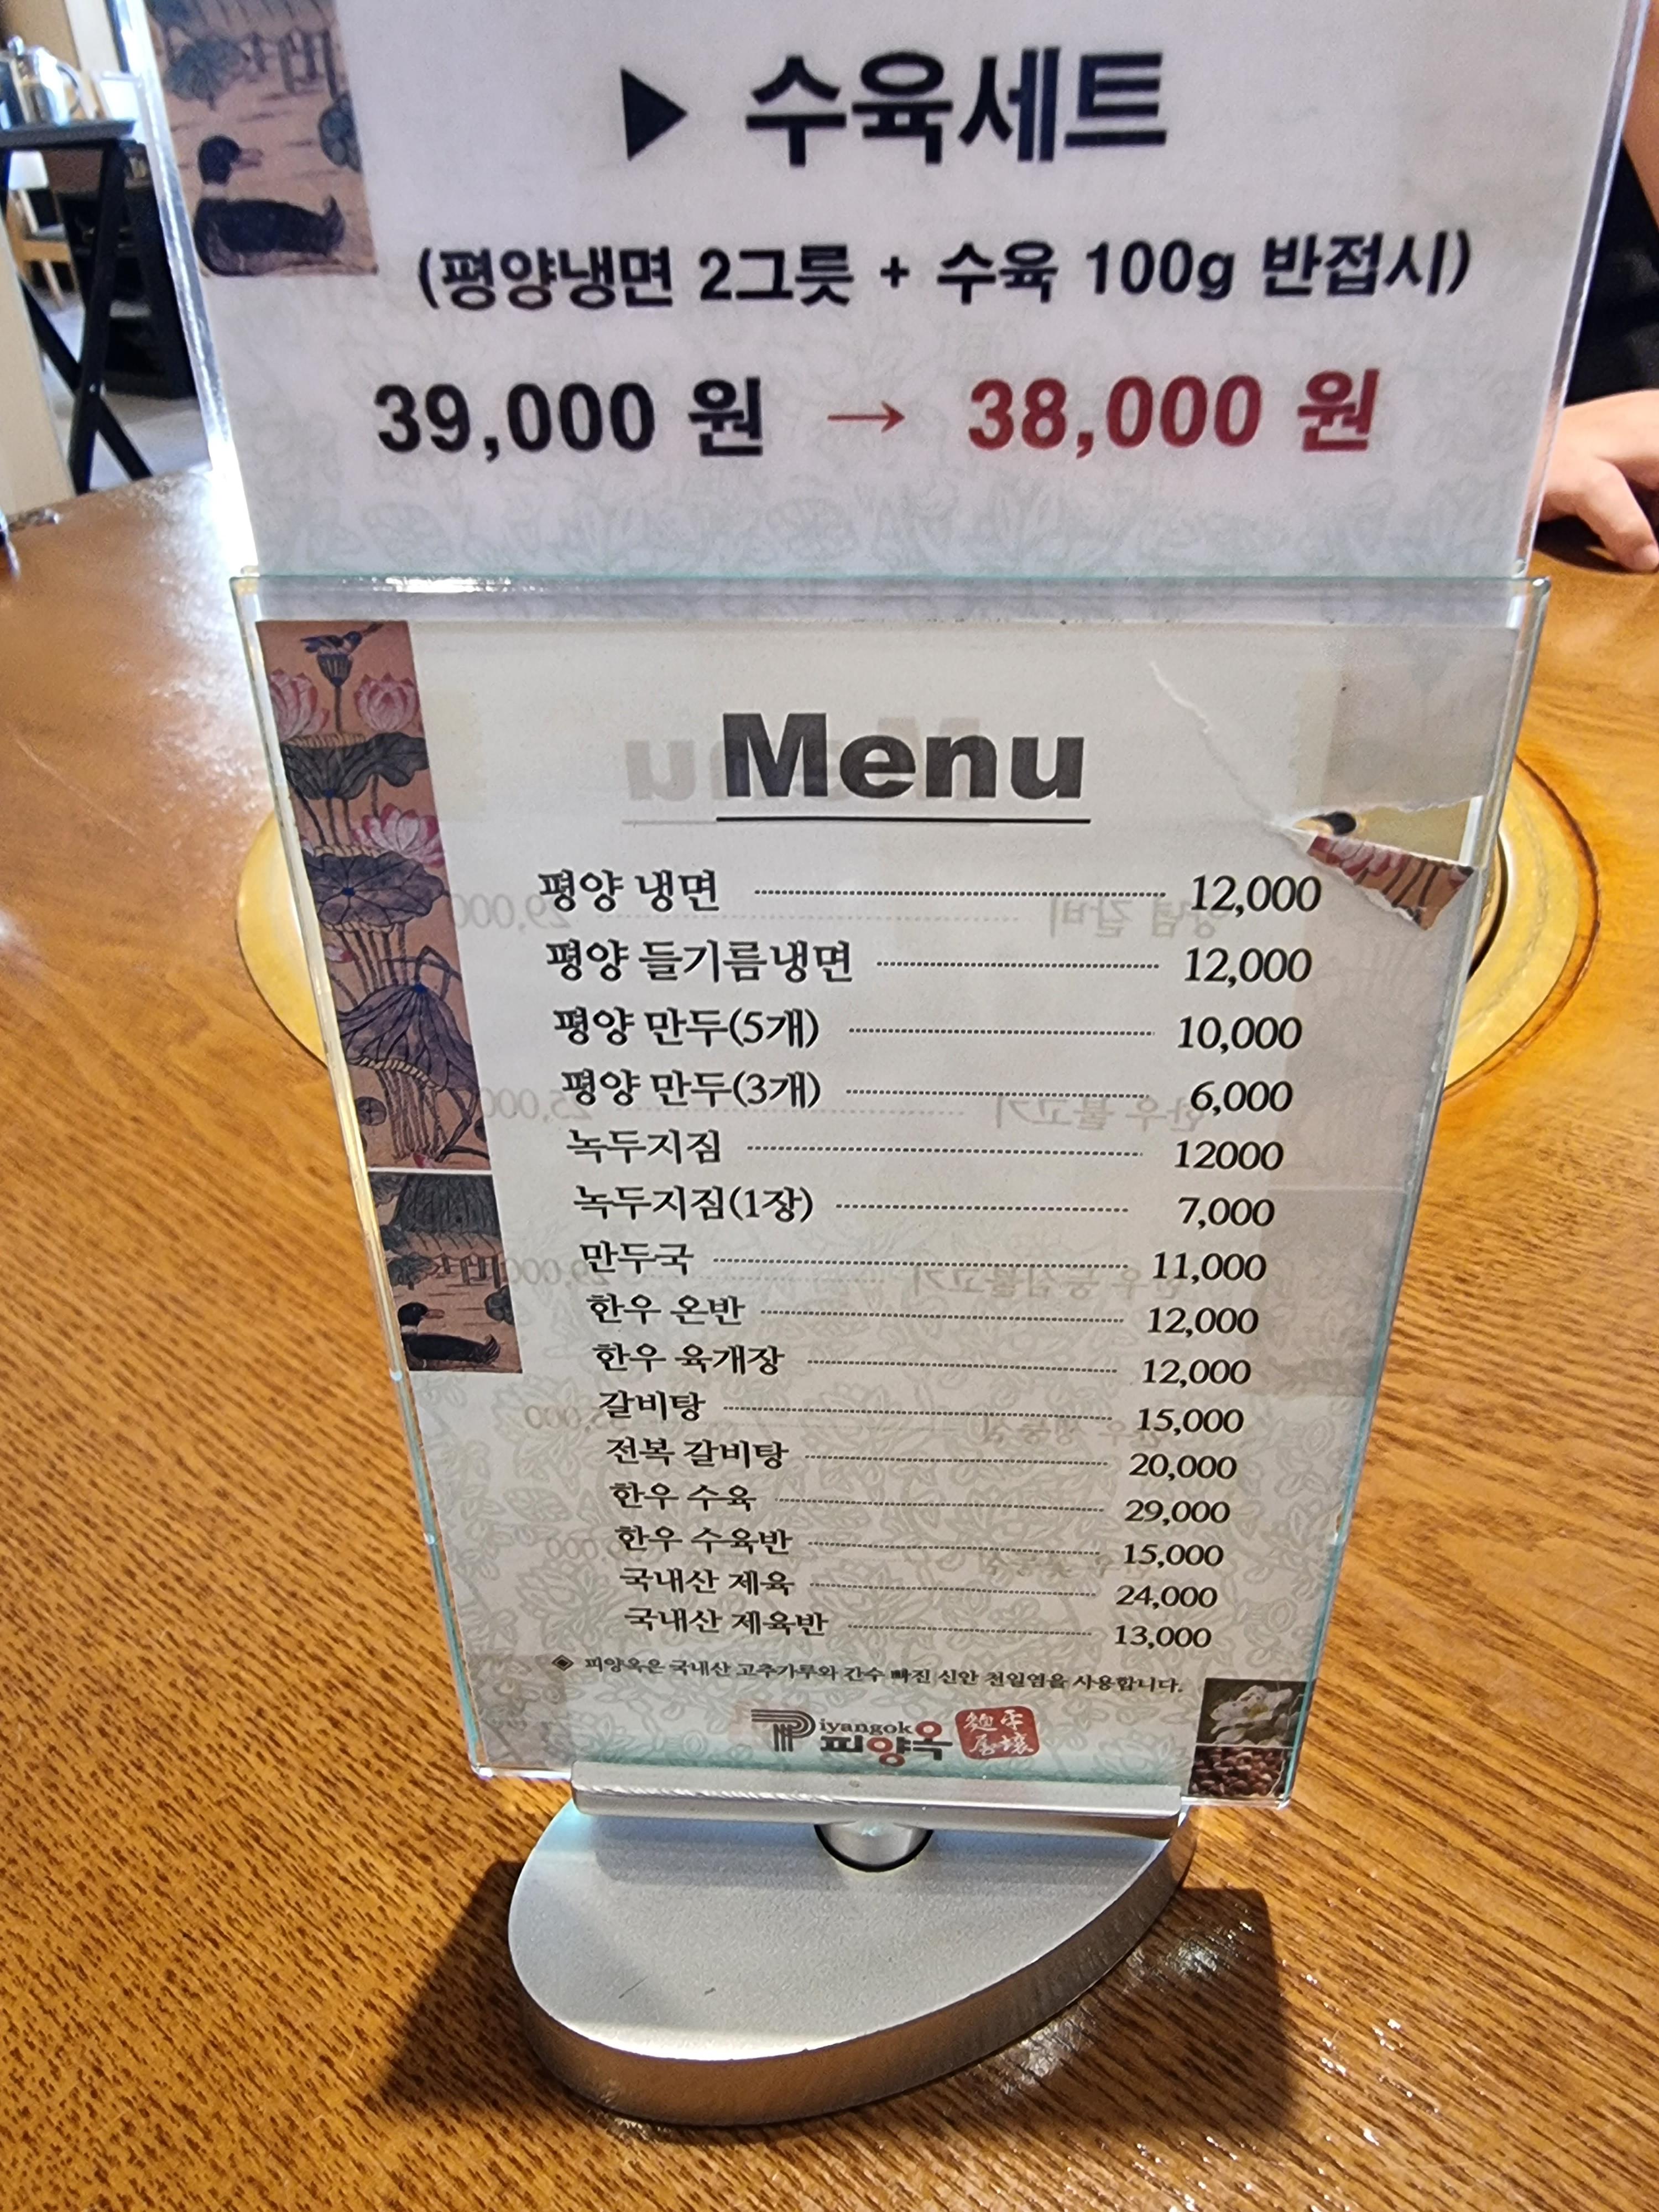 ▶ 수육세트
(평양냉면 2그릇 + 수육 100g 반접시)
39,000 원 → 38,000 원
Menu
평양 냉면 12,000
평양 들기름냉면 12,000
평양 만두(5개) 10,000
평양 만두(3개) 6,000
녹두지짐 12000
녹두지짐(1장) 7,000
만두국 11,000
한우 온반 12,000
한우 육개장 12,000
갈비탕 15,000
전복 갈비탕 20,000
한우 수육 29,000
한우 수육반 15,000
국내산 제육 24,000
국내산 제육반 13,000
◈ 피양옥은 국내산 고추가루와 간수 빠진 신안 천일염을 사용합니다.
Piyangok
피양옥